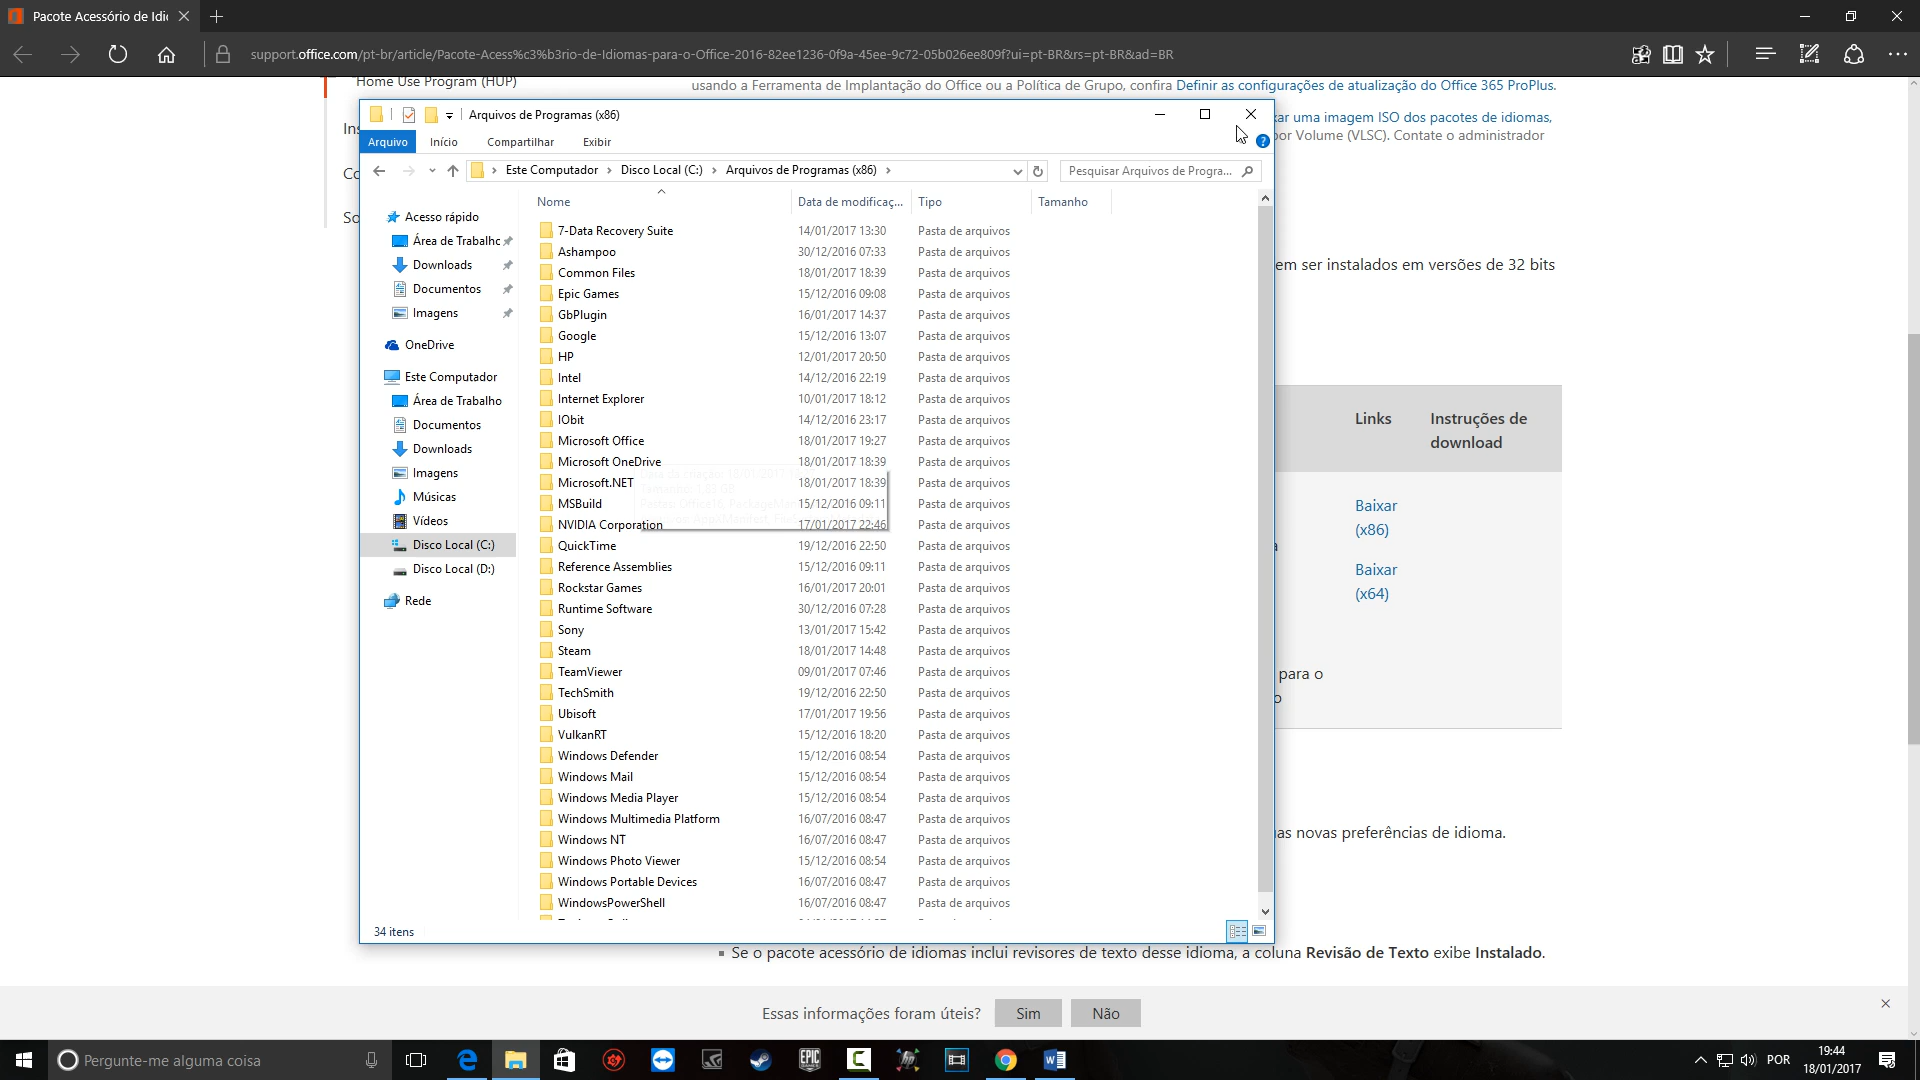 Pacote Acessório de Idi
support.office.com/pt-br/article/Pacote-Acess%c3%b3rio-de-Idiomas-para-o-Office-2016-82ee1236-0f9a-45ee-9c72-05b026ee809f?ui=pt-BR&rs=pt-BR&ad=BR
Home Use Program (HUP)
usando a Ferramenta de Implantação do Office ou a Política de Grupo, confira Definir as configurações de atualização do Office 365 ProPlus.
Arquivos de Programas (x86)
ar uma imagem ISO dos pacotes de idiomas,
por Volume (VLSC). Contate o administrador
Arquivo Início Compartilhar Exibir
Este Computador Disco Local (C:) Arquivos de Programas (x86)
Pesquisar Arquivos de Progra...
Nome Data de modificaç... Tipo Tamanho
Acesso rápido
Área de Trabalho
Downloads
Documentos
Imagens
OneDrive
Este Computador
Área de Trabalho
Documentos
Downloads
Imagens
Músicas
Vídeos
Disco Local (C:)
Disco Local (D:)
Rede
7-Data Recovery Suite 14/01/2017 13:30 Pasta de arquivos
Ashampoo 30/12/2016 07:33 Pasta de arquivos
Common Files 18/01/2017 18:39 Pasta de arquivos
Epic Games 15/12/2016 09:08 Pasta de arquivos
GbPlugin 16/01/2017 14:37 Pasta de arquivos
Google 15/12/2016 13:07 Pasta de arquivos
HP 12/01/2017 20:50 Pasta de arquivos
Intel 14/12/2016 22:19 Pasta de arquivos
Internet Explorer 10/01/2017 18:12 Pasta de arquivos
IObit 14/12/2016 23:17 Pasta de arquivos
Microsoft Office 18/01/2017 19:27 Pasta de arquivos
Microsoft OneDrive 18/01/2017 18:39 Pasta de arquivos
Microsoft.NET 18/01/2017 18:39 Pasta de arquivos
MSBuild 15/12/2016 09:11 Pasta de arquivos
NVIDIA Corporation 17/01/2017 22:46 Pasta de arquivos
QuickTime 19/12/2016 22:50 Pasta de arquivos
Reference Assemblies 15/12/2016 09:11 Pasta de arquivos
Rockstar Games 16/01/2017 20:01 Pasta de arquivos
Runtime Software 30/12/2016 07:28 Pasta de arquivos
Sony 13/01/2017 15:42 Pasta de arquivos
Steam 18/01/2017 14:48 Pasta de arquivos
TeamViewer 09/01/2017 07:46 Pasta de arquivos
TechSmith 19/12/2016 22:50 Pasta de arquivos
Ubisoft 17/01/2017 19:56 Pasta de arquivos
VulkanRT 15/12/2016 18:20 Pasta de arquivos
Windows Defender 15/12/2016 08:54 Pasta de arquivos
Windows Mail 15/12/2016 08:54 Pasta de arquivos
Windows Media Player 15/12/2016 08:54 Pasta de arquivos
Windows Multimedia Platform 16/07/2016 08:47 Pasta de arquivos
Windows NT 16/07/2016 08:47 Pasta de arquivos
Windows Photo Viewer 15/12/2016 08:54 Pasta de arquivos
Windows Portable Devices 16/07/2016 08:47 Pasta de arquivos
WindowsPowerShell 16/07/2016 08:47 Pasta de arquivos
34 itens
em ser instalados em versões de 32 bits
Links
Instruções de
download
Baixar
(x86)
Baixar
(x64)
para o
as novas preferências de idioma.
Se o pacote acessório de idiomas inclui revisores de texto desse idioma, a coluna Revisão de Texto exibe Instalado.
Essas informações foram úteis? Sim Não
Pergunte-me alguma coisa
EPIC GAMES
POR
19:44
18/01/2017